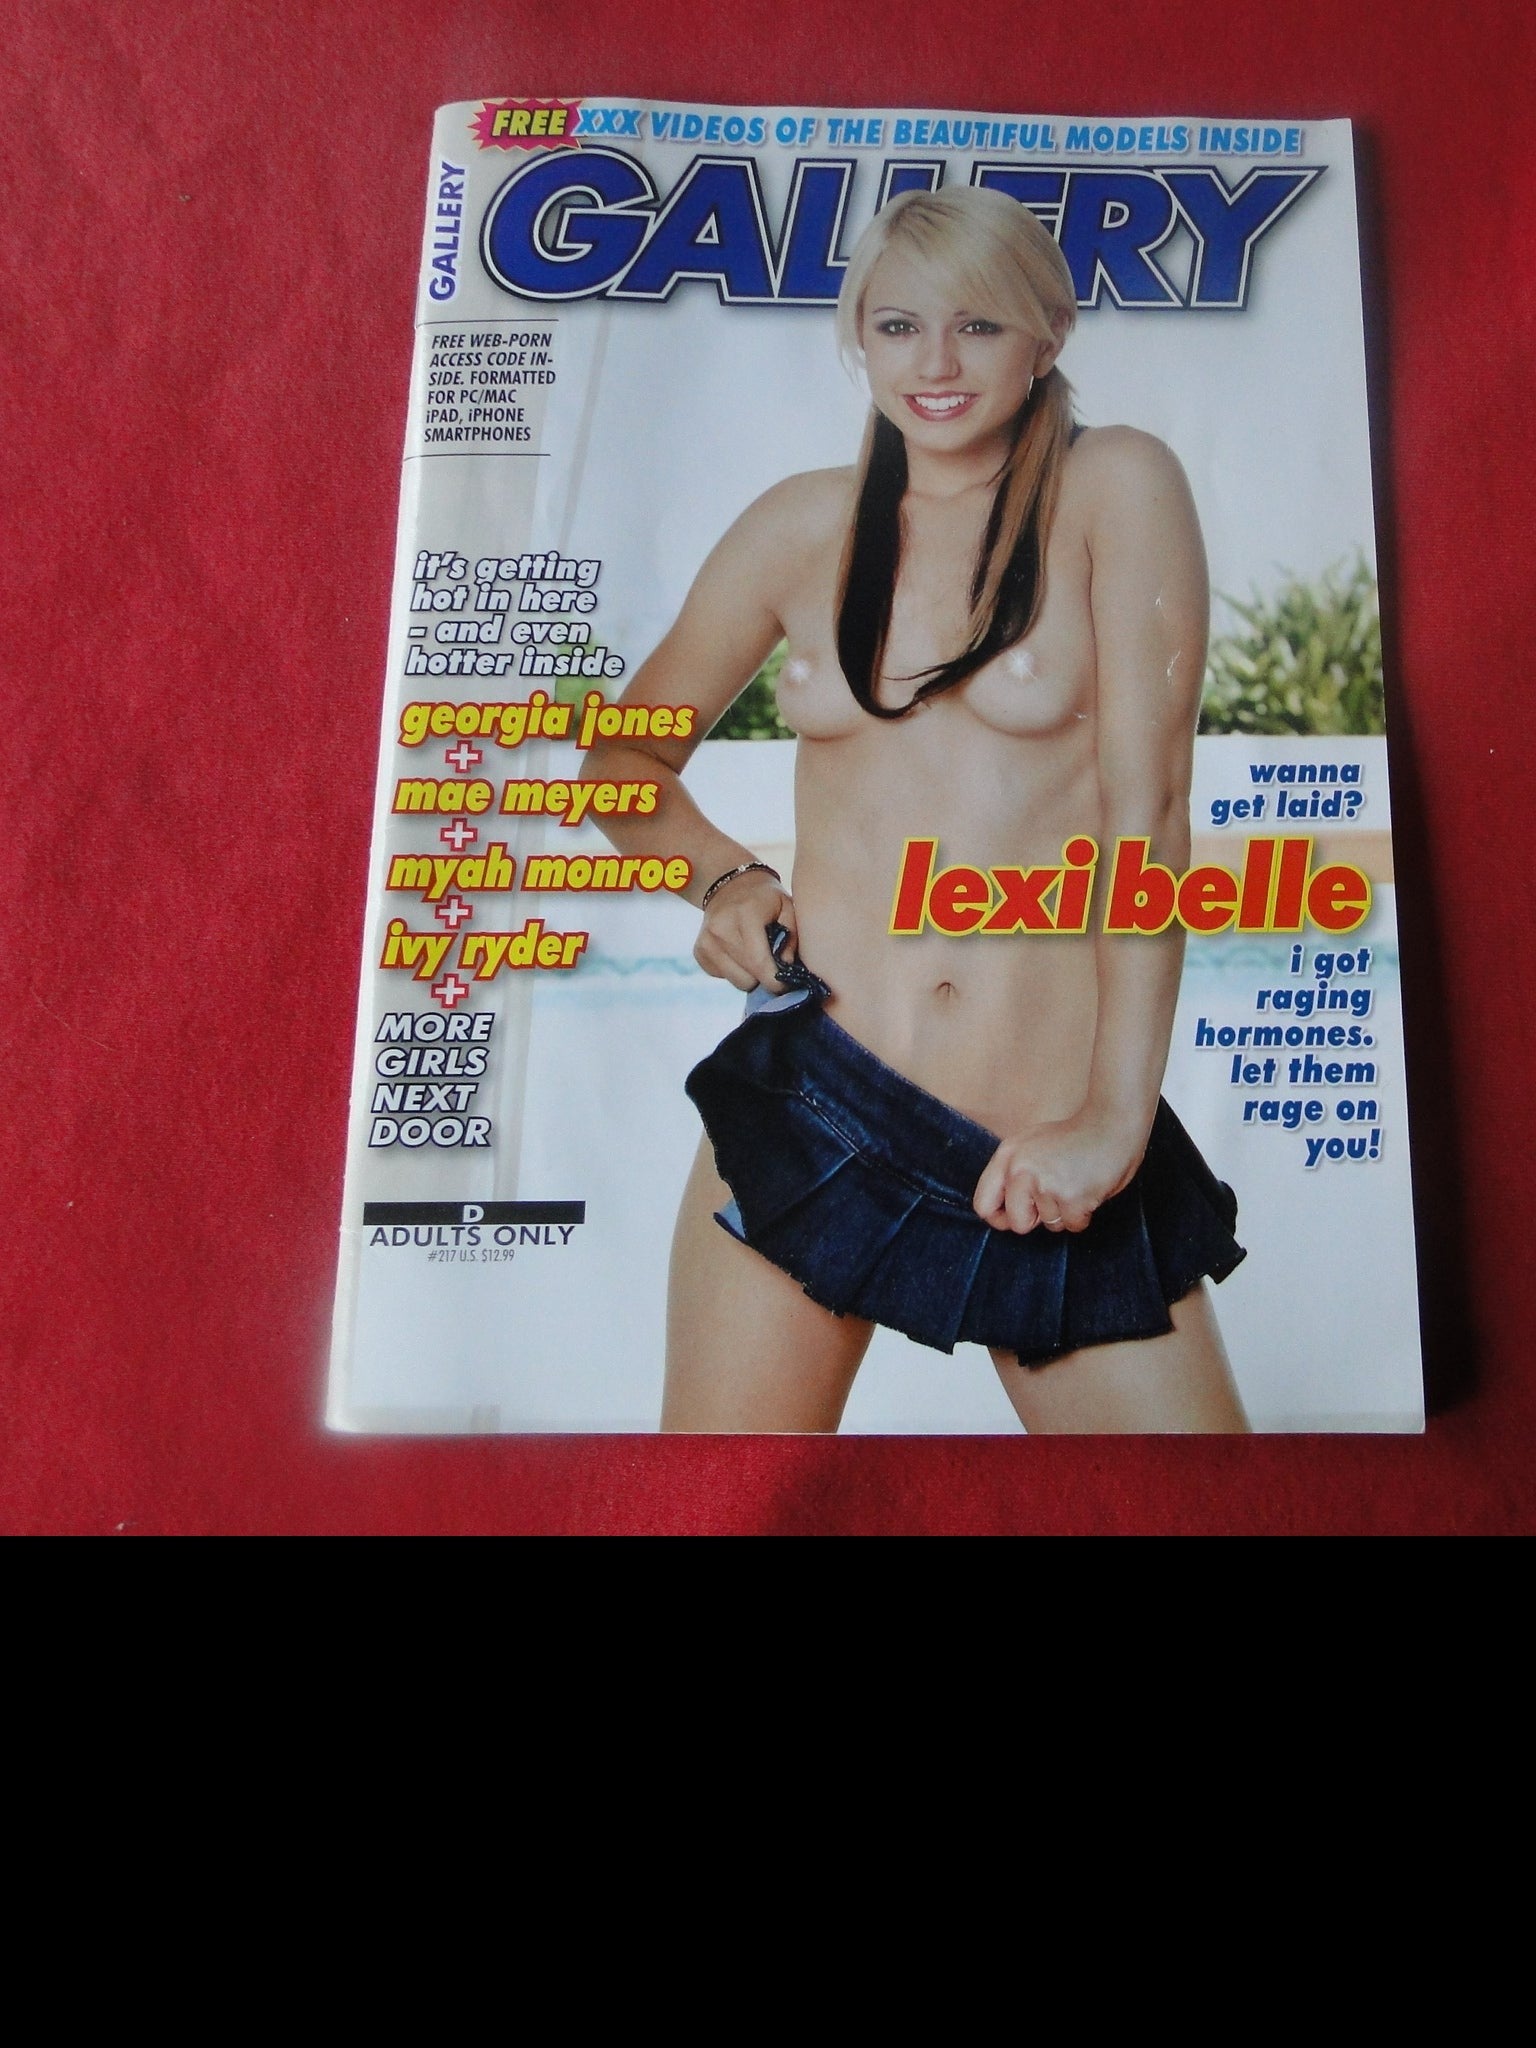 FREE XXX VIDEOS OF THE BEAUTIFUL MODELS INSIDE
GALLERY
GALLERY
FREE WEB-PORN
ACCESS CODE IN-
SIDE. FORMATTED
FOR PC/MAC
iPAD, iPHONE
SMARTPHONES
it's getting
hot in here
- and even
hotter inside
georgia jones
+
mae meyers
+
myah monroe
+
ivy ryder
+
MORE
GIRLS
NEXT
DOOR
wanna
get laid?
lexi belle
i got
raging
hormones.
let them
rage on
you!
D
ADULTS ONLY
#217 U.S. $12.99